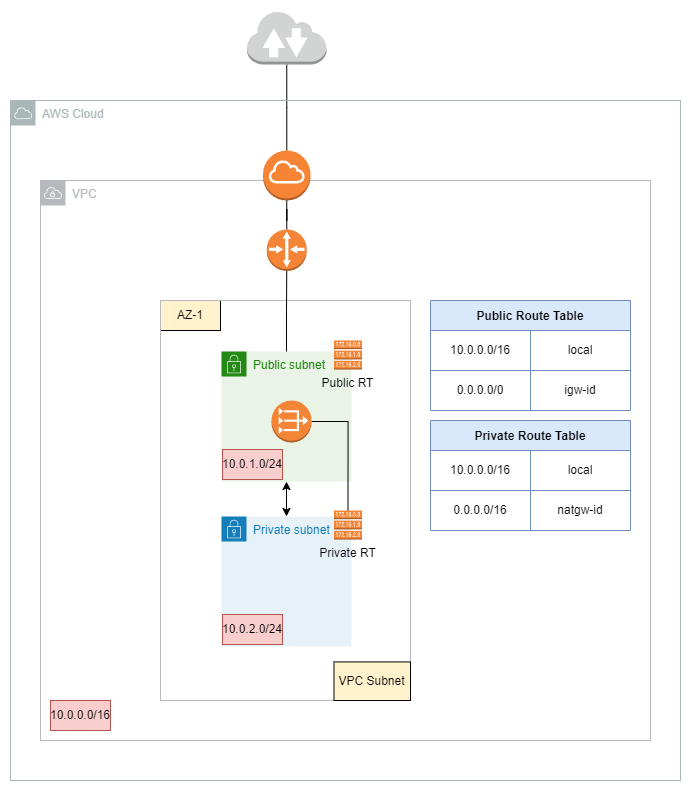 AWS Cloud
VPC
AZ-1
Public subnet
172.16.0.0
172.16.1.0
172.16.2.0
Public RT
10.0.1.0/24
Private subnet
172.16.0.0
172.16.1.0
172.16.2.0
Private RT
10.0.2.0/24
VPC Subnet
10.0.0.0/16
Public Route Table
10.0.0.0/16 local
0.0.0.0/0 igw-id
Private Route Table
10.0.0.0/16 local
0.0.0.0/16 natgw-id